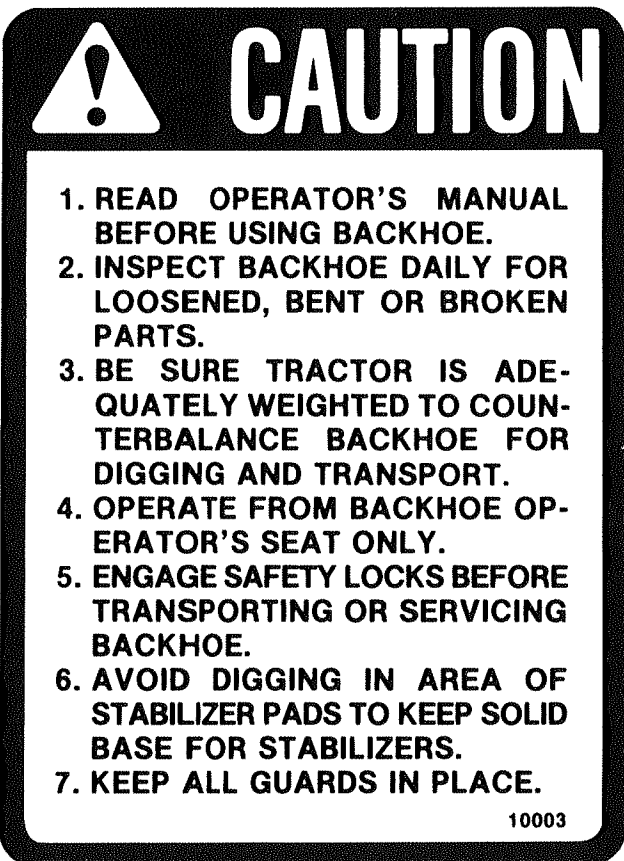 CAUTION
1. READ OPERATOR'S MANUAL
BEFORE USING BACKHOE.
2. INSPECT BACKHOE DAILY FOR
LOOSENED, BENT OR BROKEN
PARTS.
3. BE SURE TRACTOR IS ADE-
QUATELY WEIGHTED TO COUN-
TERBALANCE BACKHOE FOR
DIGGING AND TRANSPORT.
4. OPERATE FROM BACKHOE OP-
ERATOR'S SEAT ONLY.
5. ENGAGE SAFETY LOCKS BEFORE
TRANSPORTING OR SERVICING
BACKHOE.
6. AVOID DIGGING IN AREA OF
STABILIZER PADS TO KEEP SOLID
BASE FOR STABILIZERS.
7. KEEP ALL GUARDS IN PLACE.
10003